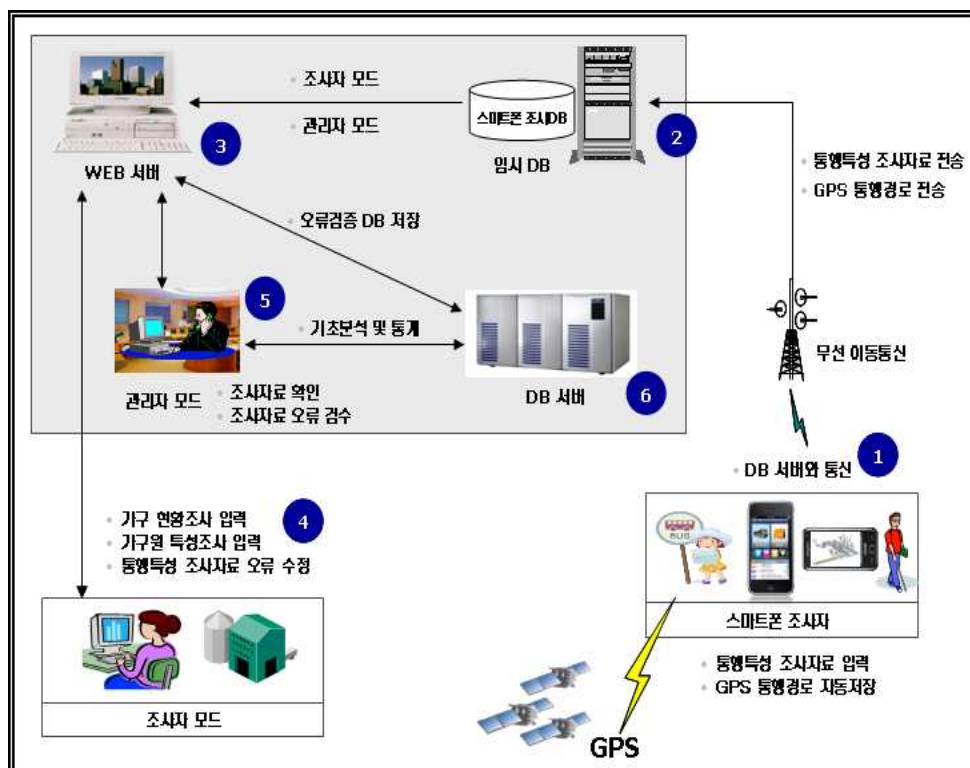 조사자 모드
관리자 모드
스마트폰 조사DB
임시 DB
2
3
WEB 서버
통행특성 조사자료 전송
GPS 통행경로 전송
오류검증 DB 저장
5
기초분석 및 통계
무선 이동통신
관리자 모드
조사자료 확인
조사자료 오류 검수
DB 서버
6
1
DB 서버와 통신
가구 현황조사 입력
가구원 특성조사 입력
통행특성 조사자료 오류 수정
4
BUS
스마트폰 조사자
통행특성 조사자료 입력
GPS 통행경로 자동저장
조사자 모드
GPS